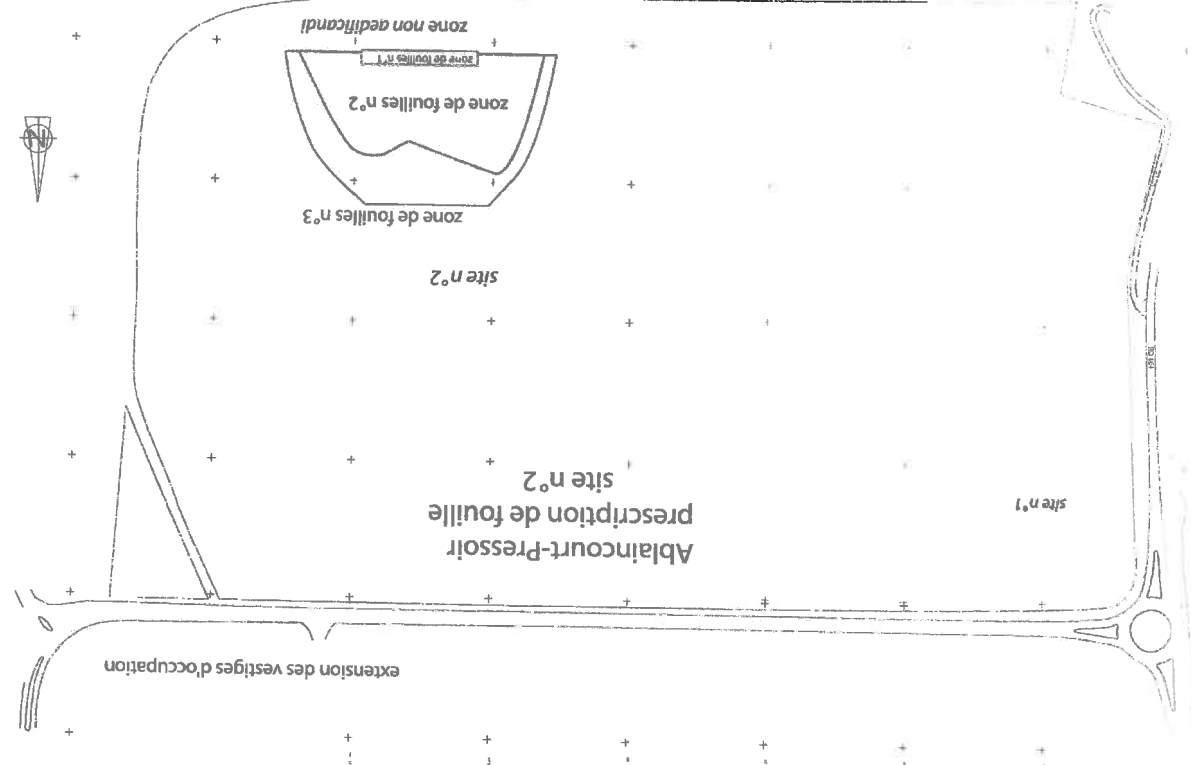 extension des vestiges d'occupation
Ablaincourt-Pressoir
prescription de fouille
site n°2
site n°1
site n°2
zone de fouilles n°3
zone de fouilles n°2
zone de fouilles n°1
zone non aedificandi
N